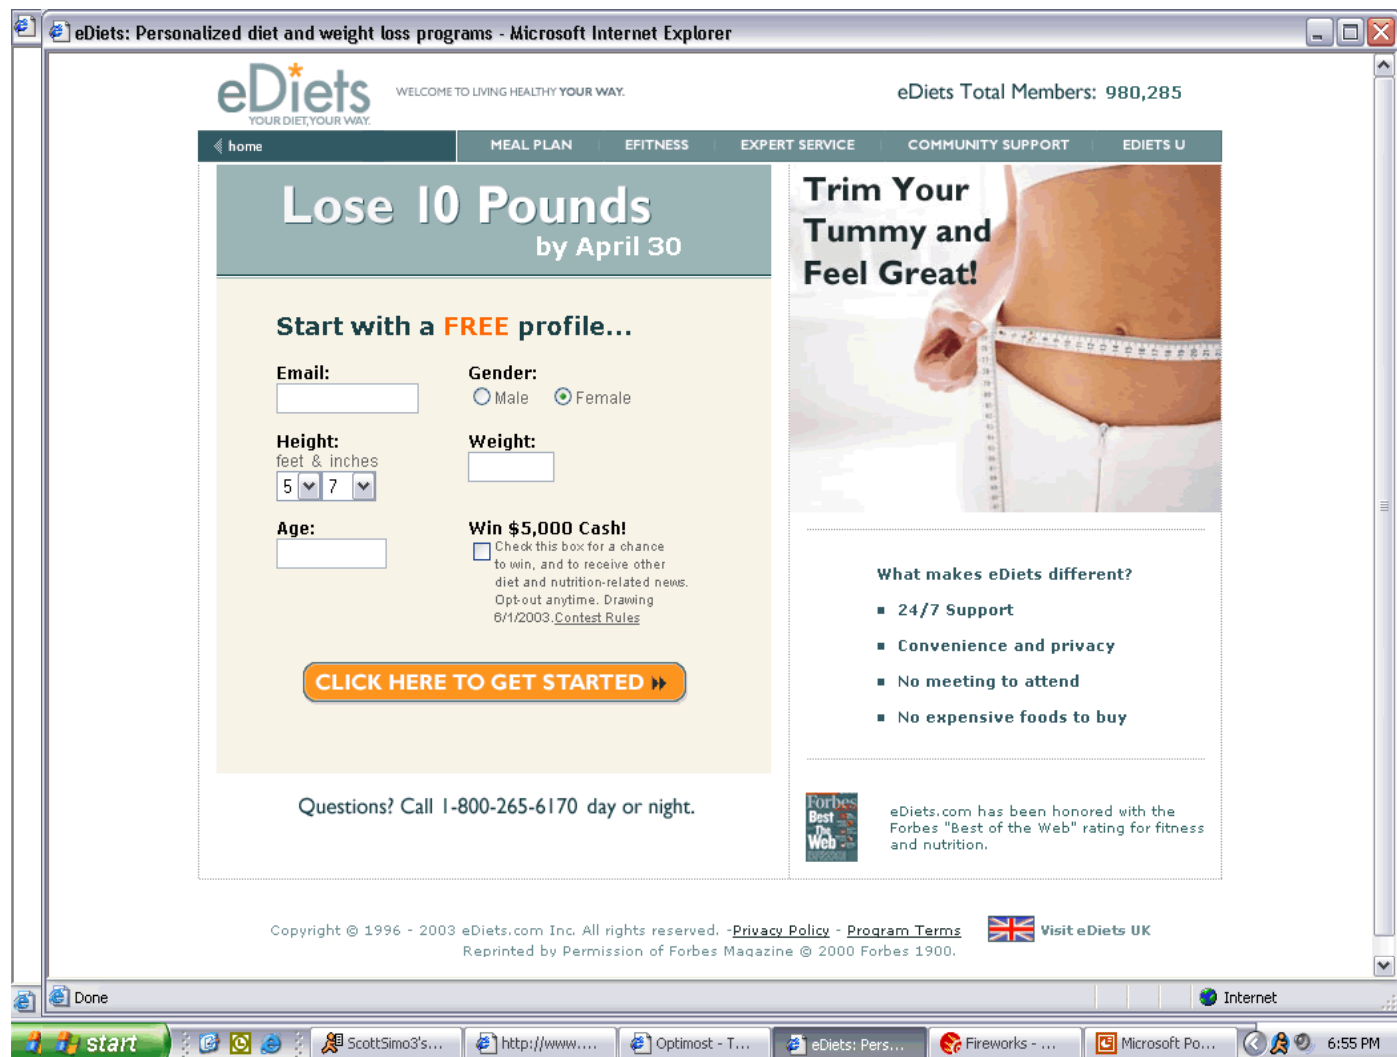 eDiets: Personalized diet and weight loss programs - Microsoft Internet Explorer
eDiets
YOUR DIET, YOUR WAY.
WELCOME TO LIVING HEALTHY YOUR WAY.
eDiets Total Members: 980,285
home
MEAL PLAN
EFITNESS
EXPERT SERVICE
COMMUNITY SUPPORT
EDIETS U
Lose 10 Pounds
by April 30
Trim Your
Tummy and
Feel Great!
Start with a FREE profile...
Email:
Gender:
Male
Female
Height:
feet & inches
5
7
Weight:
Age:
Win $5,000 Cash!
Check this box for a chance
to win, and to receive other
diet and nutrition-related news.
Opt-out anytime. Drawing
6/1/2003. Contest Rules
CLICK HERE TO GET STARTED
Questions? Call 1-800-265-6170 day or night.
What makes eDiets different?
24/7 Support
Convenience and privacy
No meeting to attend
No expensive foods to buy
Forbes
Best
The
Web
eDiets.com has been honored with the
Forbes "Best of the Web" rating for fitness
and nutrition.
Copyright © 1996 - 2003 eDiets.com Inc. All rights reserved. -Privacy Policy - Program Terms
Visit eDiets UK
Reprinted by Permission of Forbes Magazine © 2000 Forbes 1900.
Done
Internet
start
ScottSimo3's...
http://www....
Optimost - T...
eDiets: Pers...
Fireworks - ...
Microsoft Po...
6:55 PM